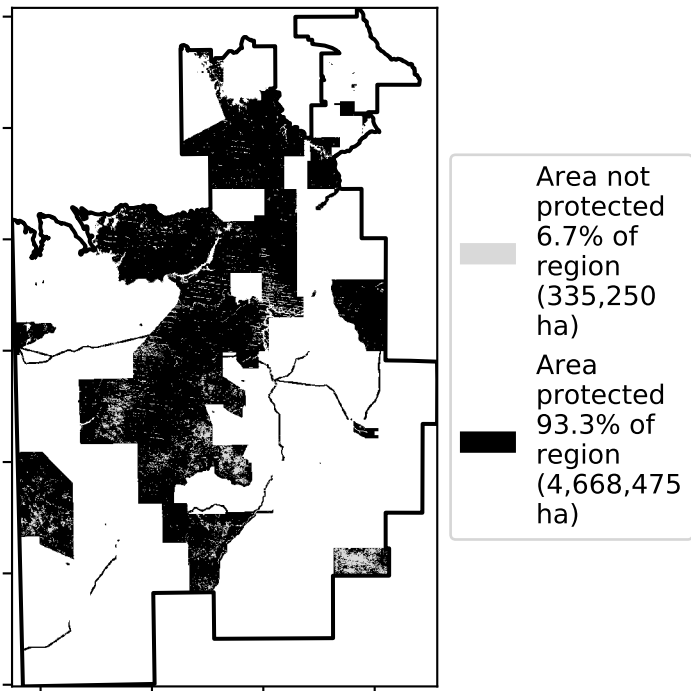 Area not
protected
6.7% of
region
(335,250
ha)
Area
protected
93.3% of
region
(4,668,475
ha)